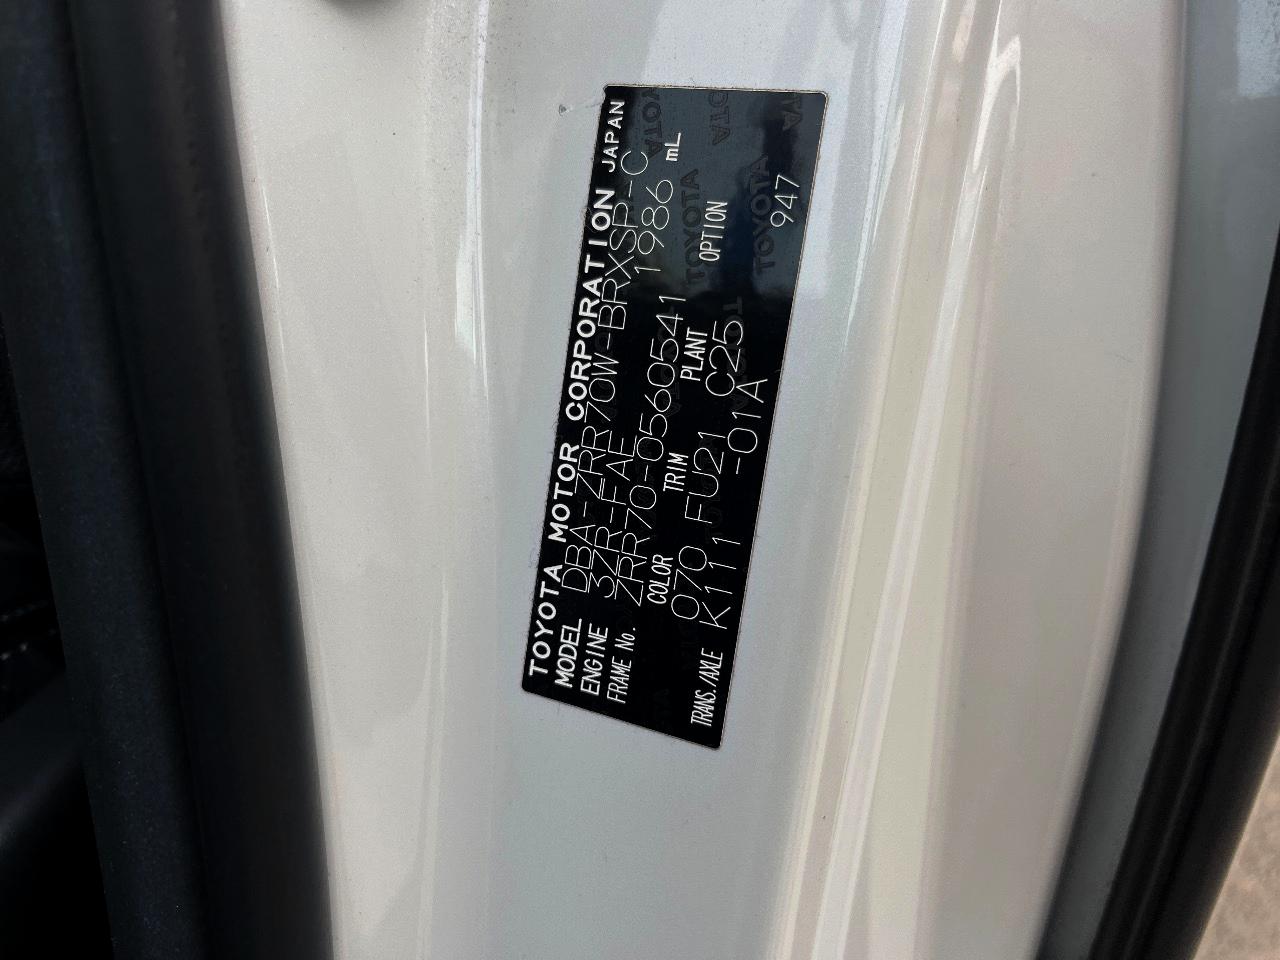 TOYOTA MOTOR CORPORATION JAPAN
MODEL DBA-ZRR70W-BRXSP-C
ENGINE 3ZR-FAE 1986 mL
FRAME No. ZRR70-0560541
COLOR TRIM PLANT OPTION
070 FU21 C25 947
TRANS./AXLE K111 -01A